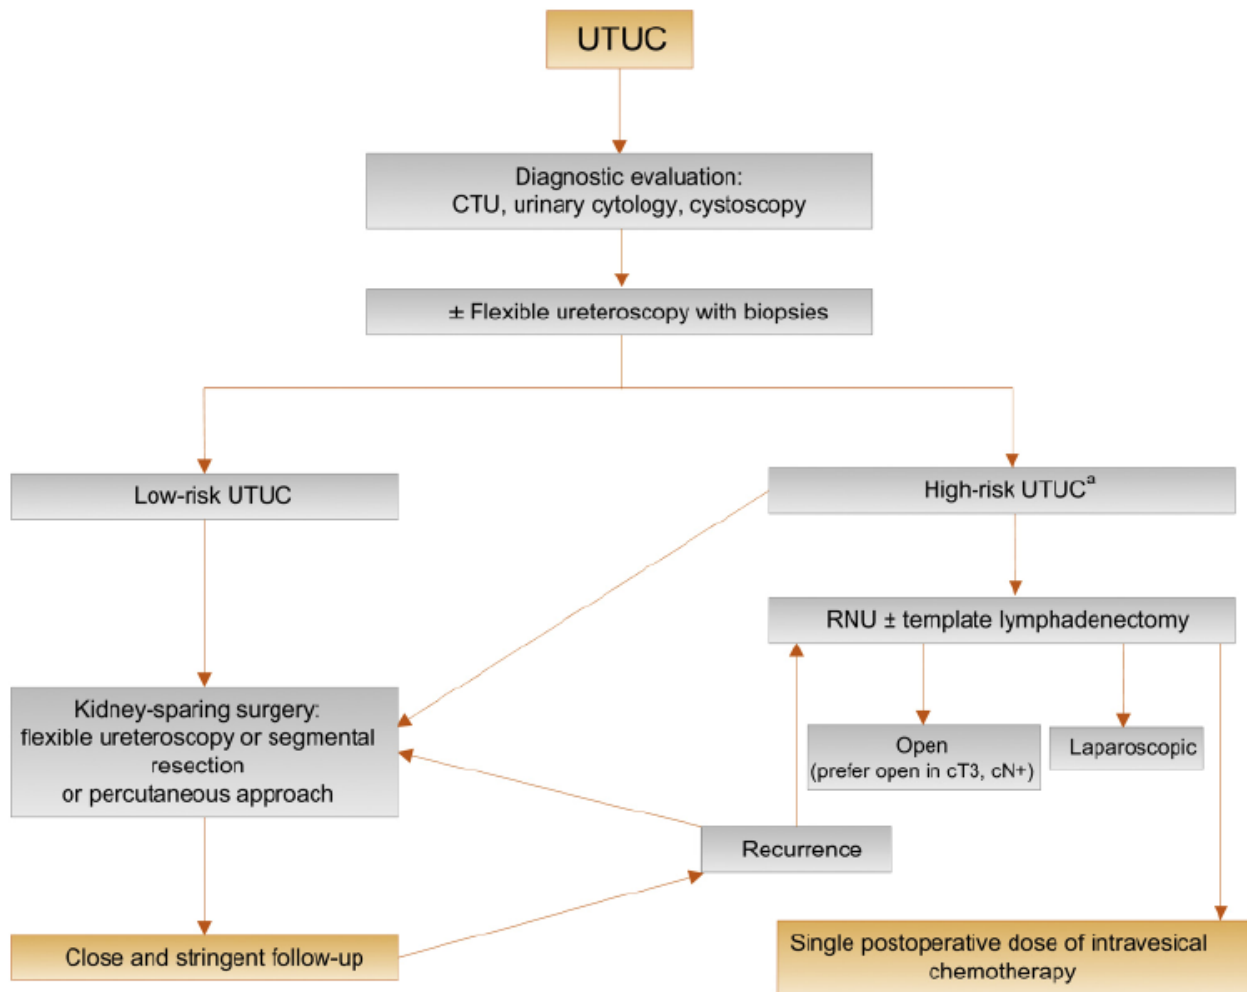 UTUC
Diagnostic evaluation:
CTU, urinary cytology, cystoscopy
± Flexible ureteroscopy with biopsies
Low-risk UTUC
High-risk UTUCᵃ
RNU ± template lymphadenectomy
Kidney-sparing surgery:
flexible ureteroscopy or segmental
resection
or percutaneous approach
Open
(prefer open in cT3, cN+)
Laparoscopic
Recurrence
Close and stringent follow-up
Single postoperative dose of intravesical
chemotherapy